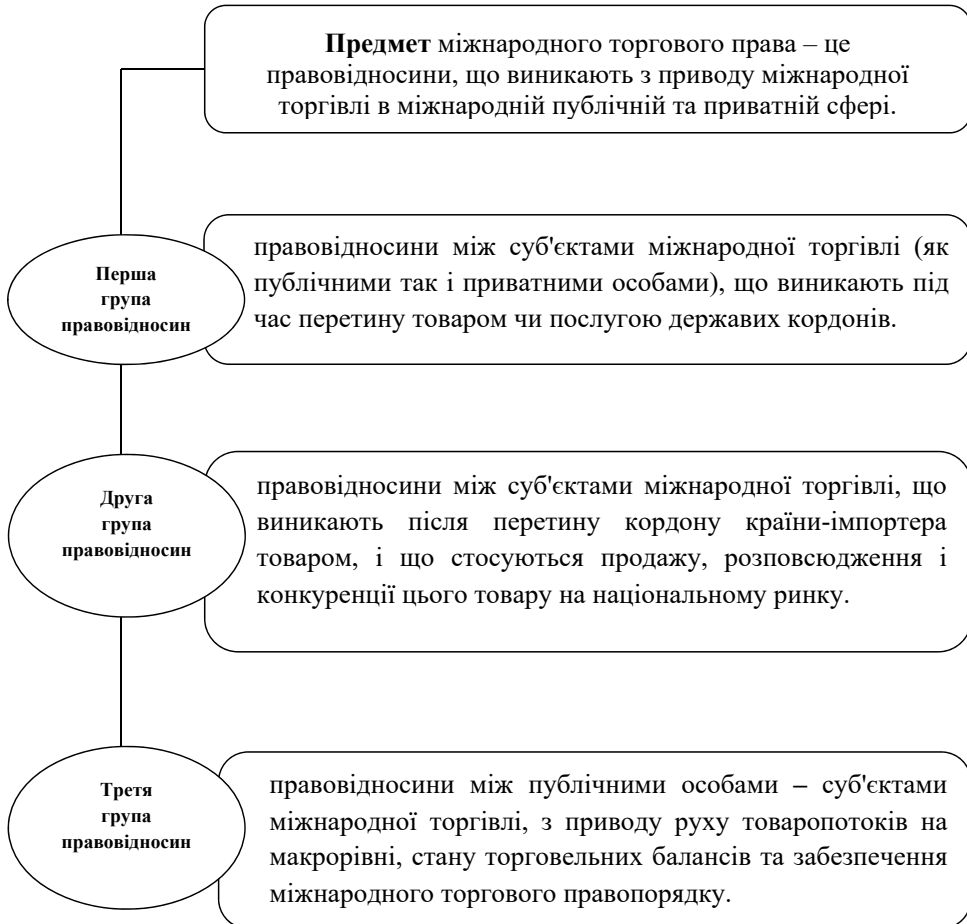 Предмет міжнародного торгового права – це
правовідносини, що виникають з приводу міжнародної
торгівлі в міжнародній публічній та приватній сфері.
Перша
група
правовідносин
правовідносини між суб'єктами міжнародної торгівлі (як
публічними так і приватними особами), що виникають під
час перетину товаром чи послугою державих кордонів.
Друга
група
правовідносин
правовідносини між суб'єктами міжнародної торгівлі, що
виникають після перетину кордону країни-імпортера
товаром, і що стосуються продажу, розповсюдження і
конкуренції цього товару на національному ринку.
Третя
група
правовідносин
правовідносини між публічними особами – суб'єктами
міжнародної торгівлі, з приводу руху товаропотоків на
макрорівні, стану торговельних балансів та забезпечення
міжнародного торгового правопорядку.